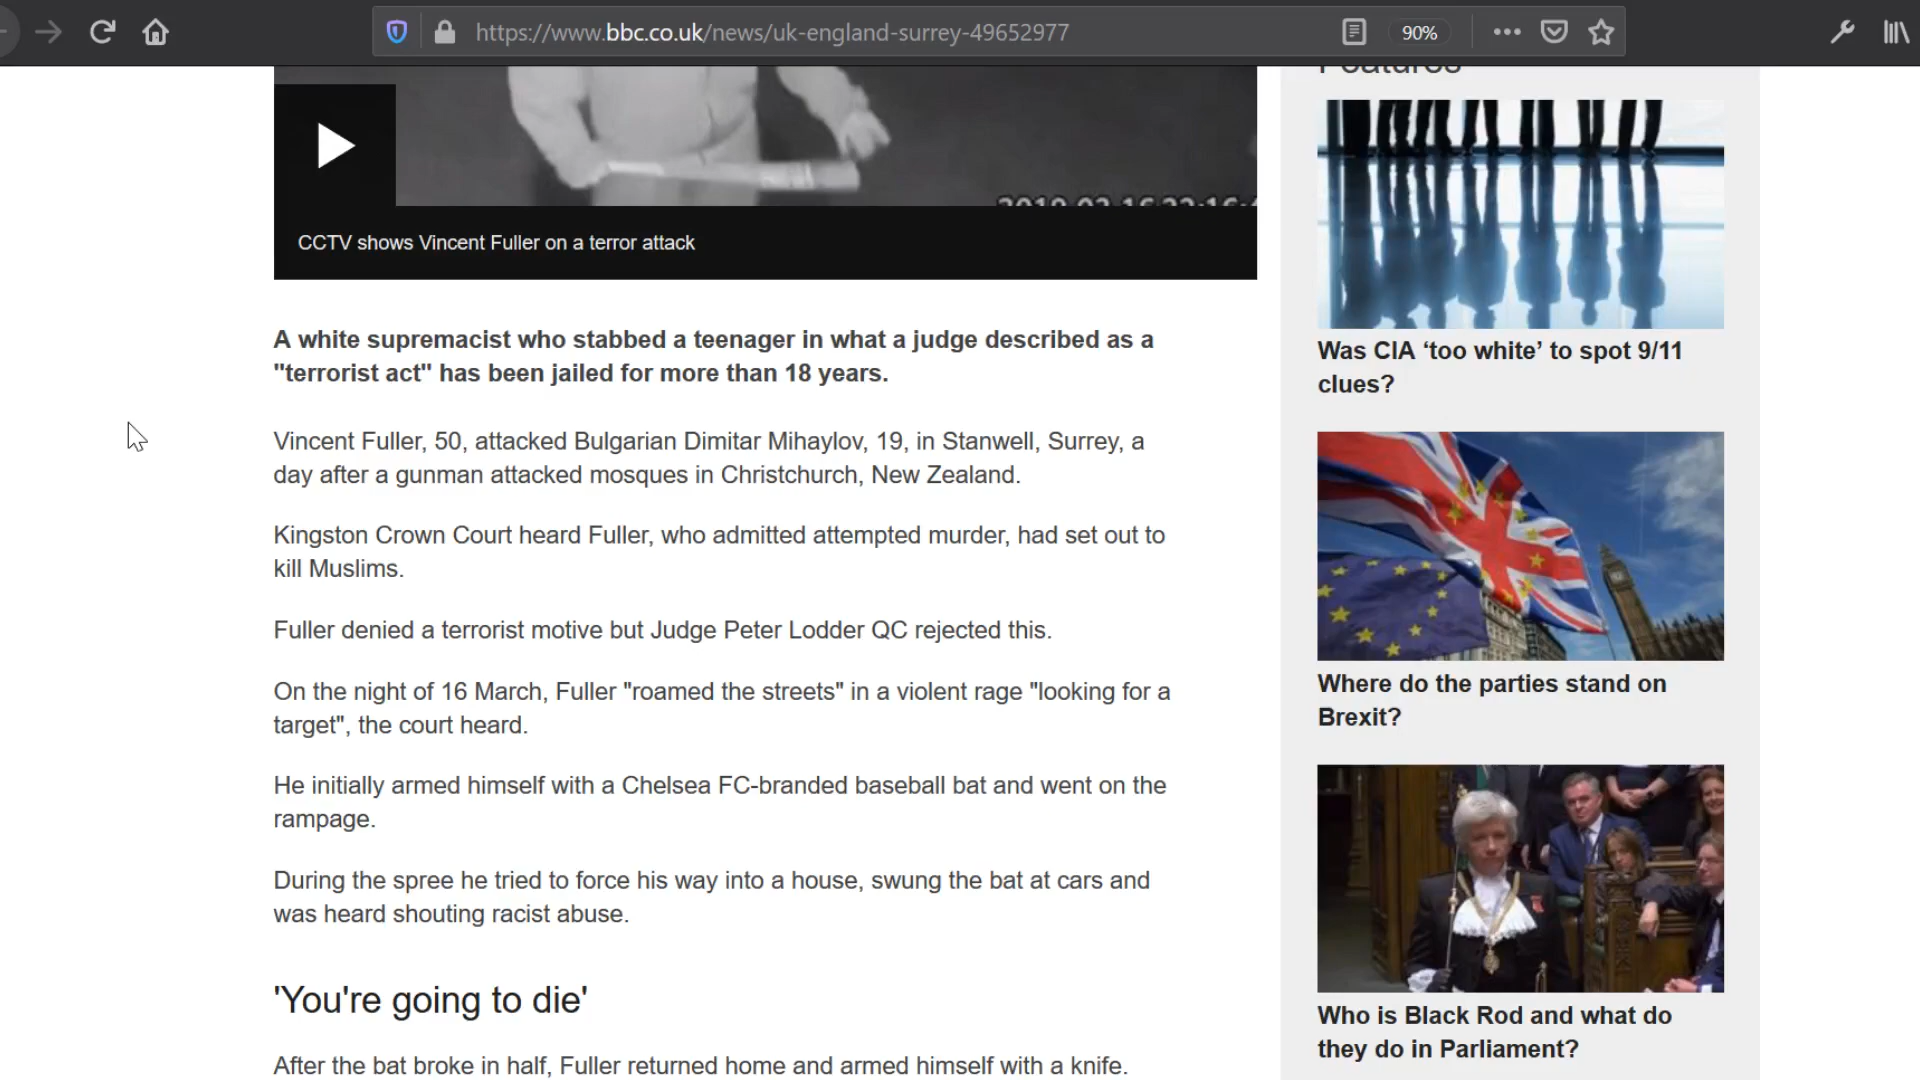 https://www.bbc.co.uk/news/uk-england-surrey-49652977
90%
CCTV shows Vincent Fuller on a terror attack
A white supremacist who stabbed a teenager in what a judge described as a
"terrorist act" has been jailed for more than 18 years.
Vincent Fuller, 50, attacked Bulgarian Dimitar Mihaylov, 19, in Stanwell, Surrey, a
day after a gunman attacked mosques in Christchurch, New Zealand.
Kingston Crown Court heard Fuller, who admitted attempted murder, had set out to
kill Muslims.
Fuller denied a terrorist motive but Judge Peter Lodder QC rejected this.
On the night of 16 March, Fuller "roamed the streets" in a violent rage "looking for a
target", the court heard.
He initially armed himself with a Chelsea FC-branded baseball bat and went on the
rampage.
During the spree he tried to force his way into a house, swung the bat at cars and
was heard shouting racist abuse.
'You're going to die'
After the bat broke in half, Fuller returned home and armed himself with a knife.
Features
Was CIA ‘too white’ to spot 9/11
clues?
Where do the parties stand on
Brexit?
Who is Black Rod and what do
they do in Parliament?